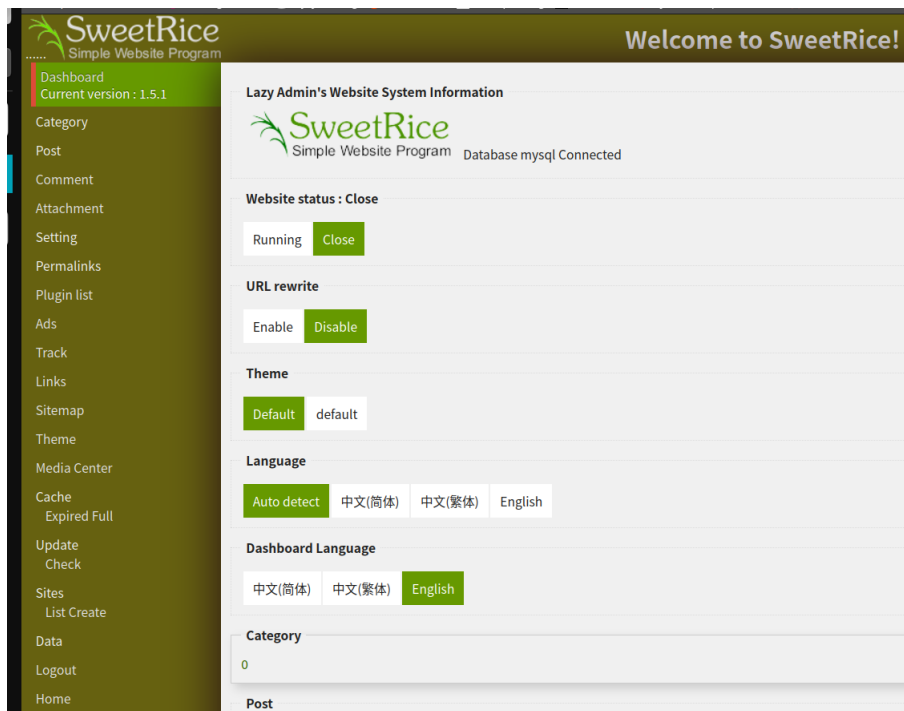 SweetRice
Simple Website Program
......
Welcome to SweetRice!
Dashboard
Current version : 1.5.1
Category
Post
Comment
Attachment
Setting
Permalinks
Plugin list
Ads
Track
Links
Sitemap
Theme
Media Center
Cache
Expired Full
Update
Check
Sites
List Create
Data
Logout
Home
Lazy Admin's Website System Information
SweetRice
Simple Website Program
Database mysql Connected
Website status : Close
Running Close
URL rewrite
Enable Disable
Theme
Default default
Language
Auto detect 中文(简体) 中文(繁体) English
Dashboard Language
中文(简体) 中文(繁体) English
Category
0
Post